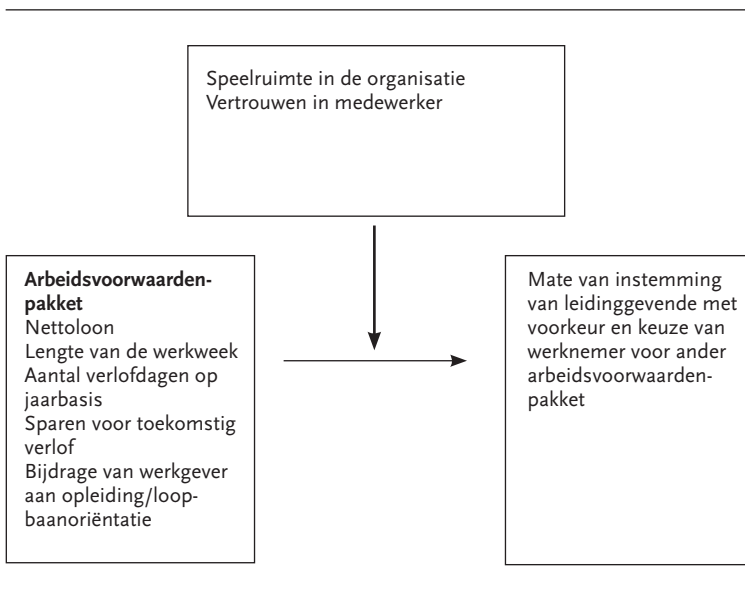 Speelruimte in de organisatie
Vertrouwen in medewerker
Arbeidsvoorwaarden-
pakket
Nettoloon
Lengte van de werkweek
Aantal verlofdagen op
jaarbasis
Sparen voor toekomstig
verlof
Bijdrage van werkgever
aan opleiding/loop-
baanoriëntatie
Mate van instemming
van leidinggevende met
voorkeur en keuze van
werknemer voor ander
arbeidsvoorwaarden-
pakket